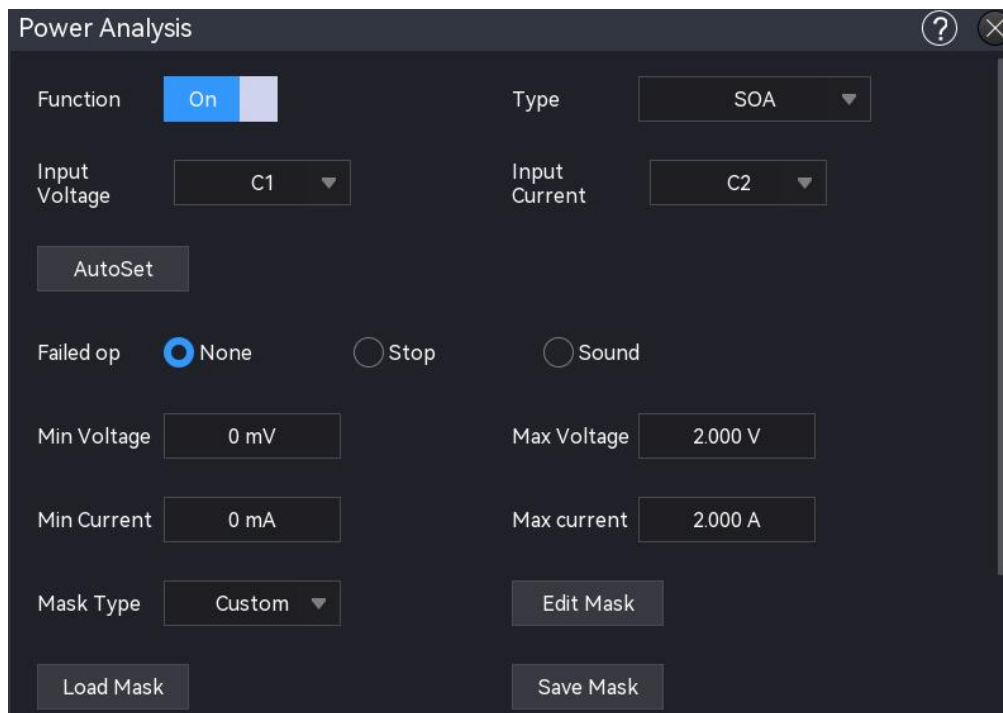 Power Analysis
?
Function On Type SOA
Input Voltage C1 Input Current C2
AutoSet
Failed op None Stop Sound
Min Voltage 0 mV Max Voltage 2.000 V
Min Current 0 mA Max current 2.000 A
Mask Type Custom Edit Mask
Load Mask Save Mask